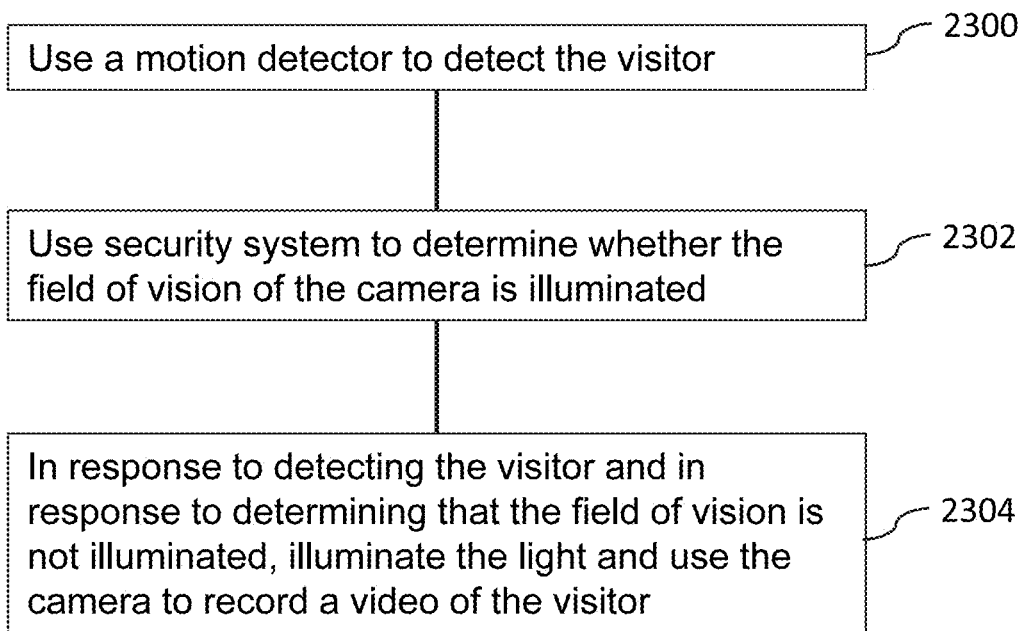 2300
Use a motion detector to detect the visitor
2302
Use security system to determine whether the
field of vision of the camera is illuminated
In response to detecting the visitor and in
response to determining that the field of vision is
not illuminated, illuminate the light and use the
camera to record a video of the visitor
2304